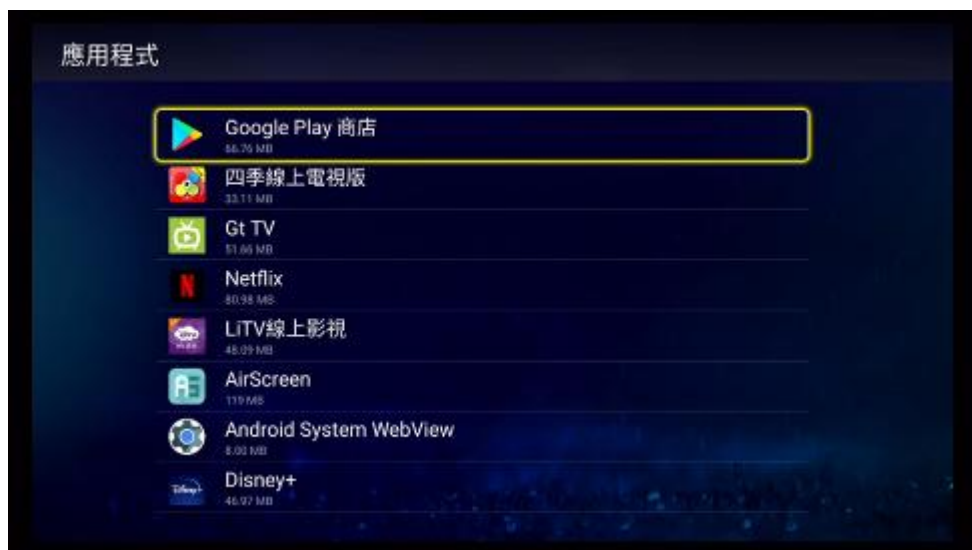 應用程式
Google Play 商店
66.76 MB
四季線上電視版
33.11 MB
Gt TV
51.66 MB
Netflix
80.98 MB
LiTV線上影視
48.09 MB
AirScreen
119 MB
Android System WebView
8.00 MB
Disney+
Disney+
46.97 MB